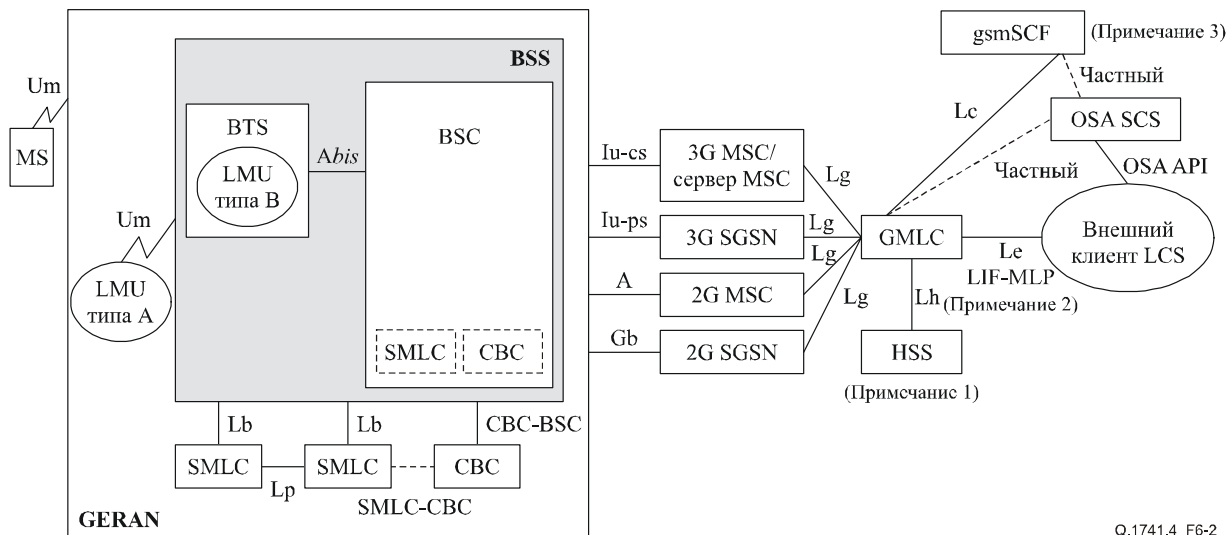 gsmSCF
(Примечание 3)
BSS
Um
Частный
MS
BTS
LMU
типа B
Abis
BSC
Lc
OSA SCS
Iu-cs
3G MSC/
сервер MSC
Lg
Частный
OSA API
Um
Iu-ps
3G SGSN
Lg
GMLC
Le
LIF-MLP
(Примечание 2)
Внешний
клиент LCS
LMU
типа A
A
2G MSC
Lg
Lg
Lh
SMLC
CBC
Gb
2G SGSN
HSS
(Примечание 1)
Lb
Lb
CBC-BSC
SMLC
Lp
SMLC
CBC
SMLC-CBC
GERAN
Q.1741.4_F6-2